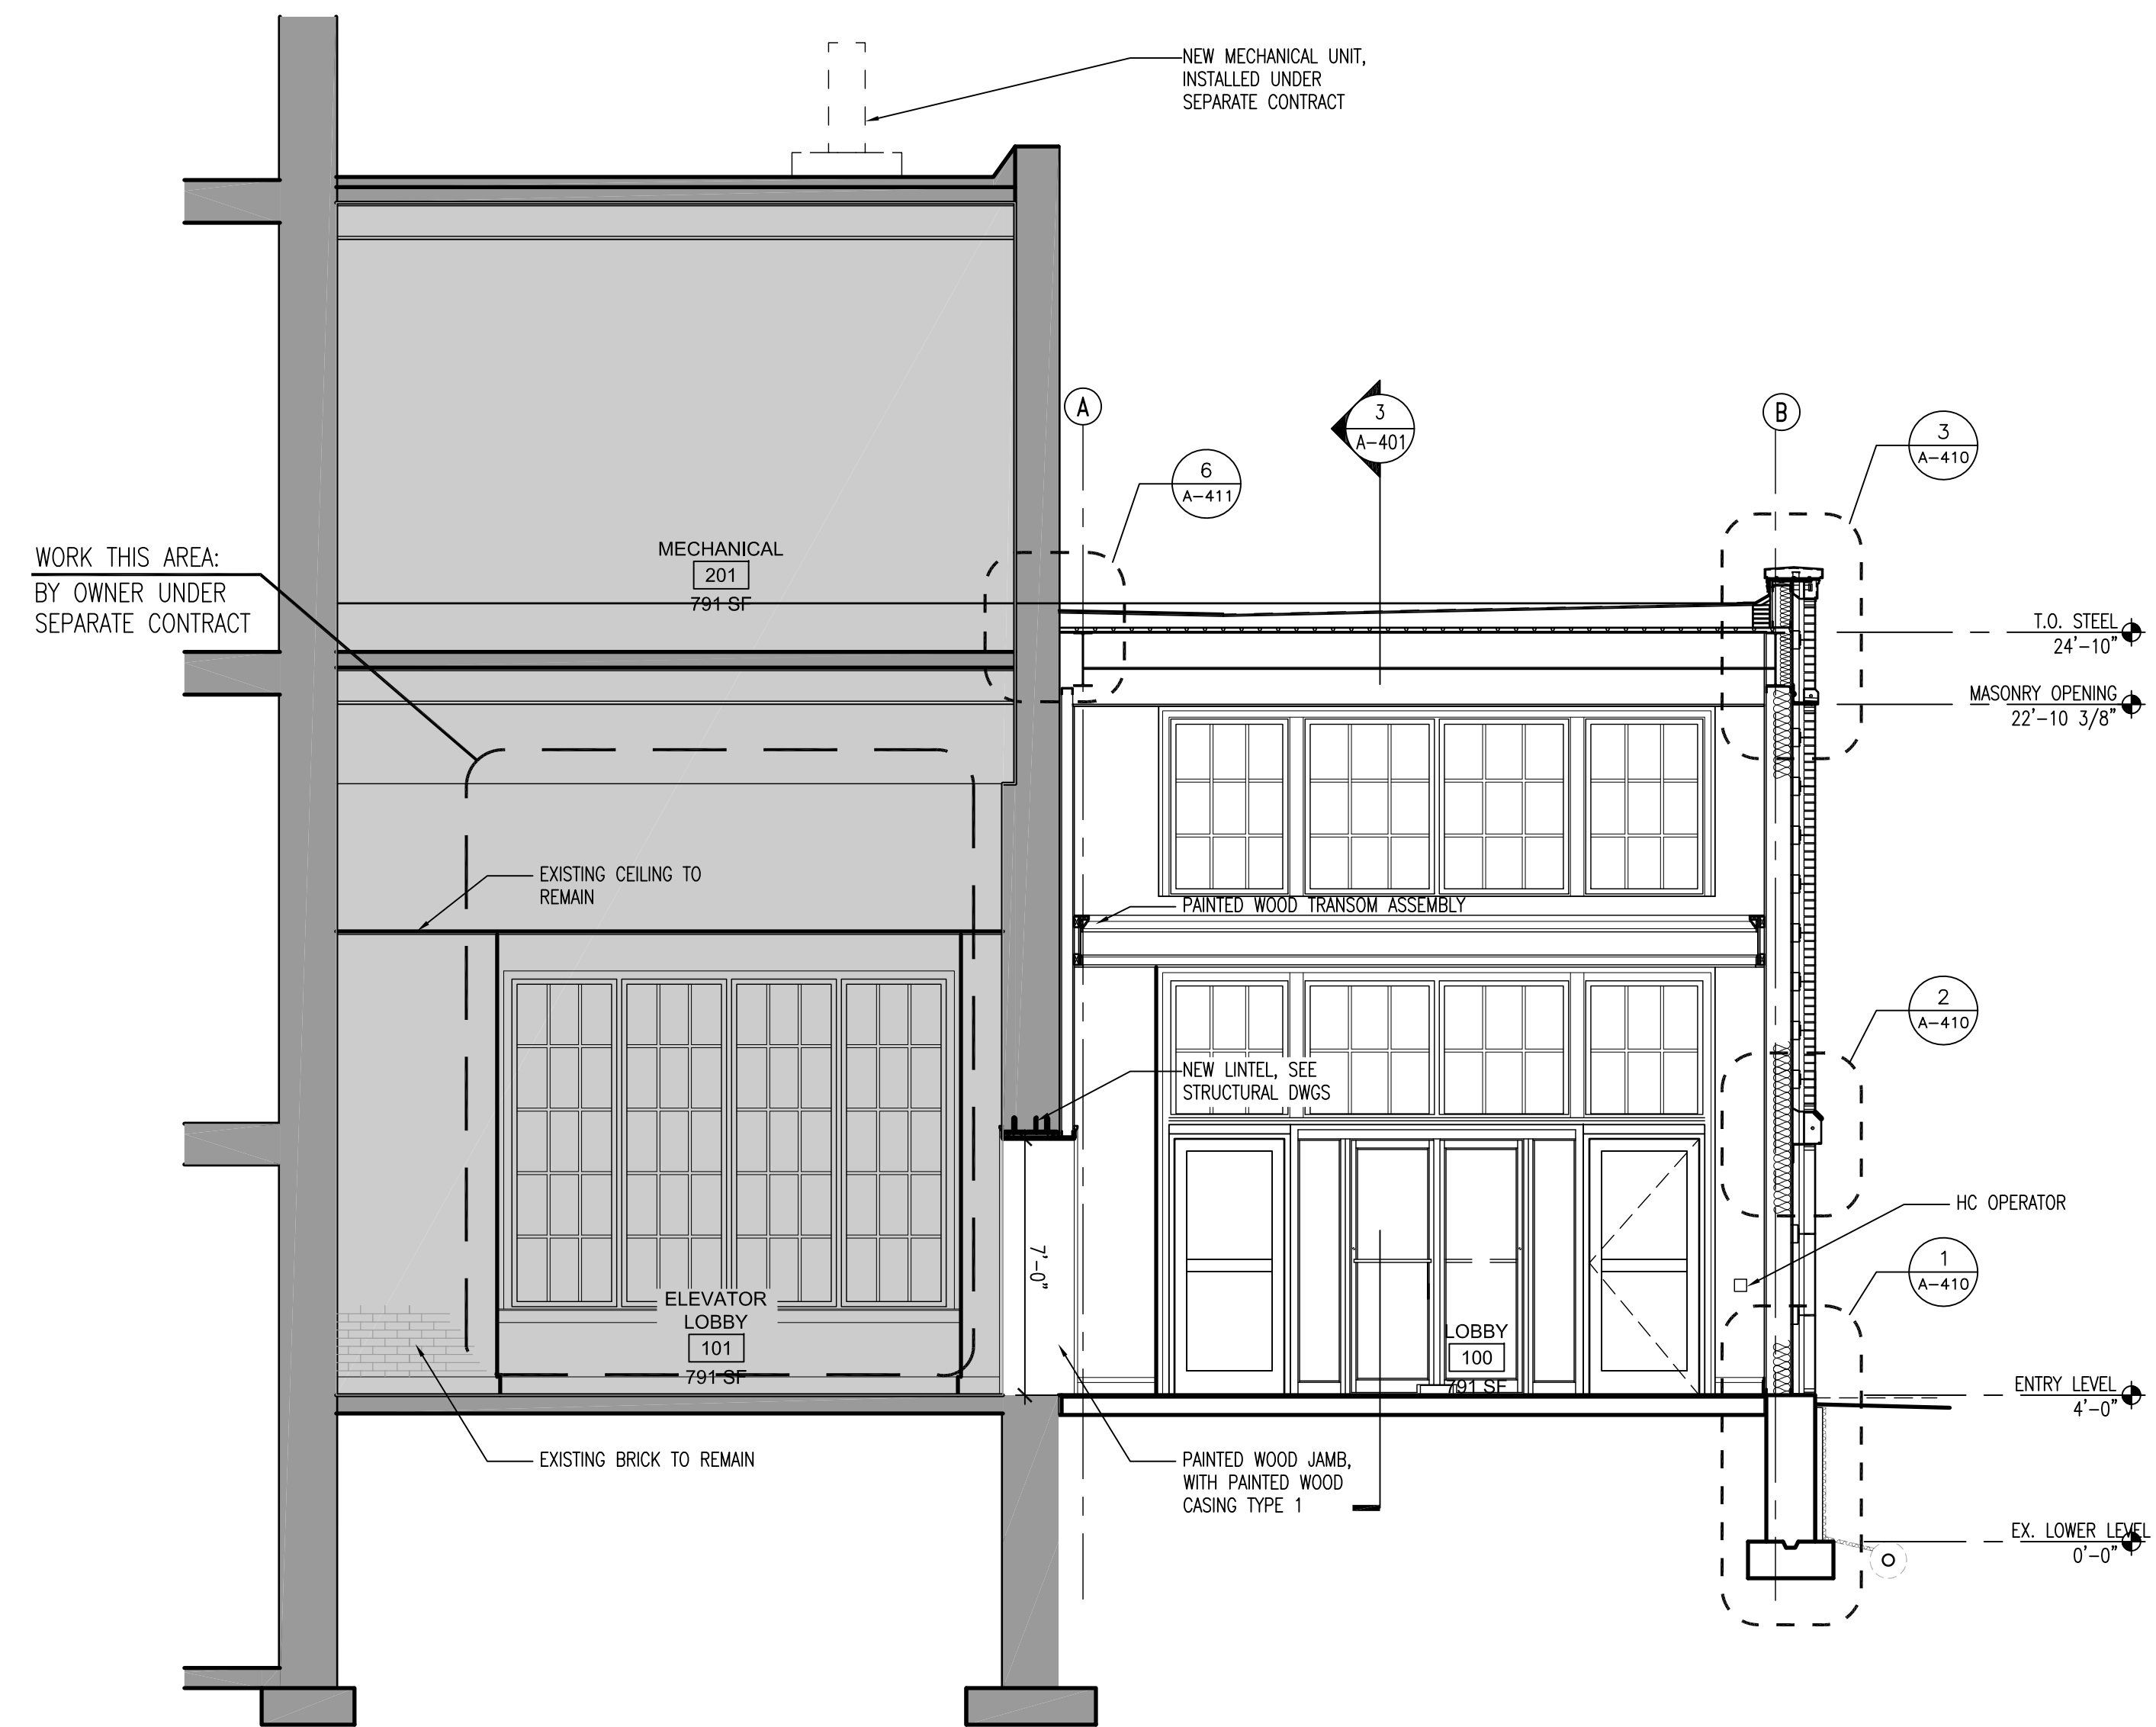 NEW MECHANICAL UNIT,
INSTALLED UNDER
SEPARATE CONTRACT
A
3
A-401
B
3
A-410
6
A-411
WORK THIS AREA:
BY OWNER UNDER
SEPARATE CONTRACT
MECHANICAL
201
791 SF
T.O. STEEL
24'-10"
MASONRY OPENING
22'-10 3/8"
EXISTING CEILING TO
REMAIN
PAINTED WOOD TRANSOM ASSEMBLY
2
A-410
NEW LINTEL, SEE
STRUCTURAL DWGS
HC OPERATOR
7'-0"
1
A-410
ELEVATOR
LOBBY
101
791 SF
LOBBY
100
791 SF
ENTRY LEVEL
4'-0"
EXISTING BRICK TO REMAIN
PAINTED WOOD JAMB,
WITH PAINTED WOOD
CASING TYPE 1
EX. LOWER LEVEL
0'-0"